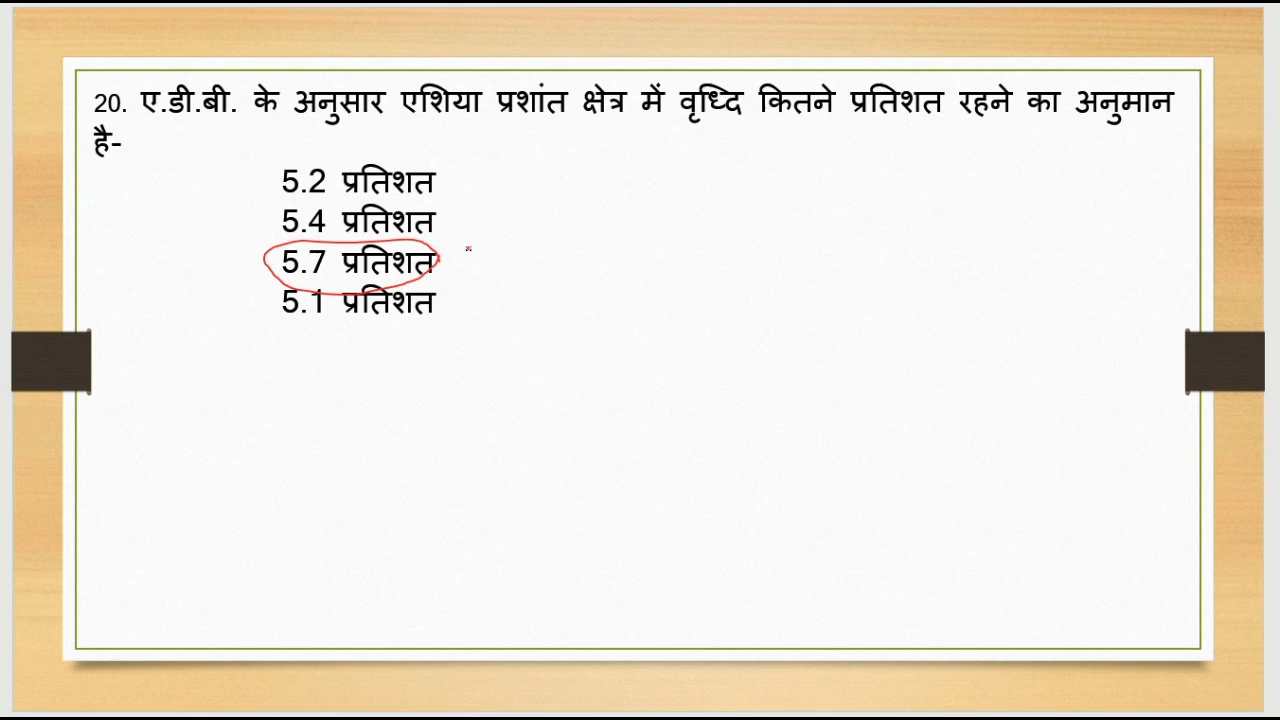 20. ए.डी.बी. के अनुसार एशिया प्रशांत क्षेत्र में वृध्दि कितने प्रतिशत रहने का अनुमान
है-
5.2 प्रतिशत
5.4 प्रतिशत
5.7 प्रतिशत
5.1 प्रतिशत